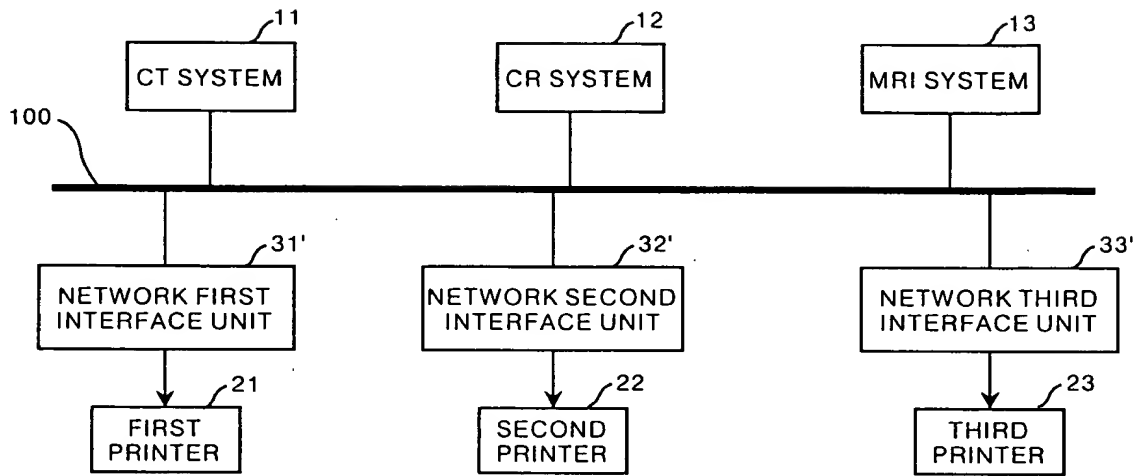 11
CT SYSTEM
12
CR SYSTEM
13
MRI SYSTEM
100
31'
NETWORK FIRST
INTERFACE UNIT
32'
NETWORK SECOND
INTERFACE UNIT
33'
NETWORK THIRD
INTERFACE UNIT
21
FIRST
PRINTER
22
SECOND
PRINTER
23
THIRD
PRINTER